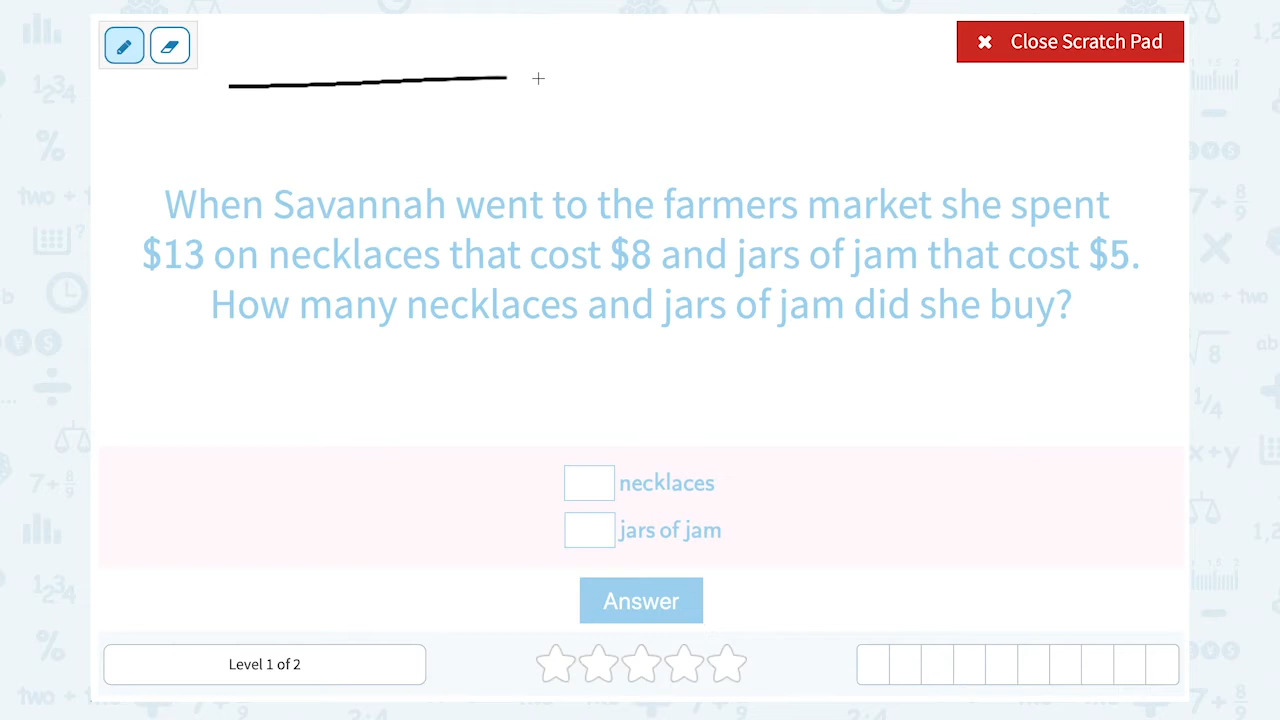 Close Scratch Pad
When Savannah went to the farmers market she spent
$13 on necklaces that cost $8 and jars of jam that cost $5.
How many necklaces and jars of jam did she buy?
necklaces
jars of jam
Answer
Level 1 of 2